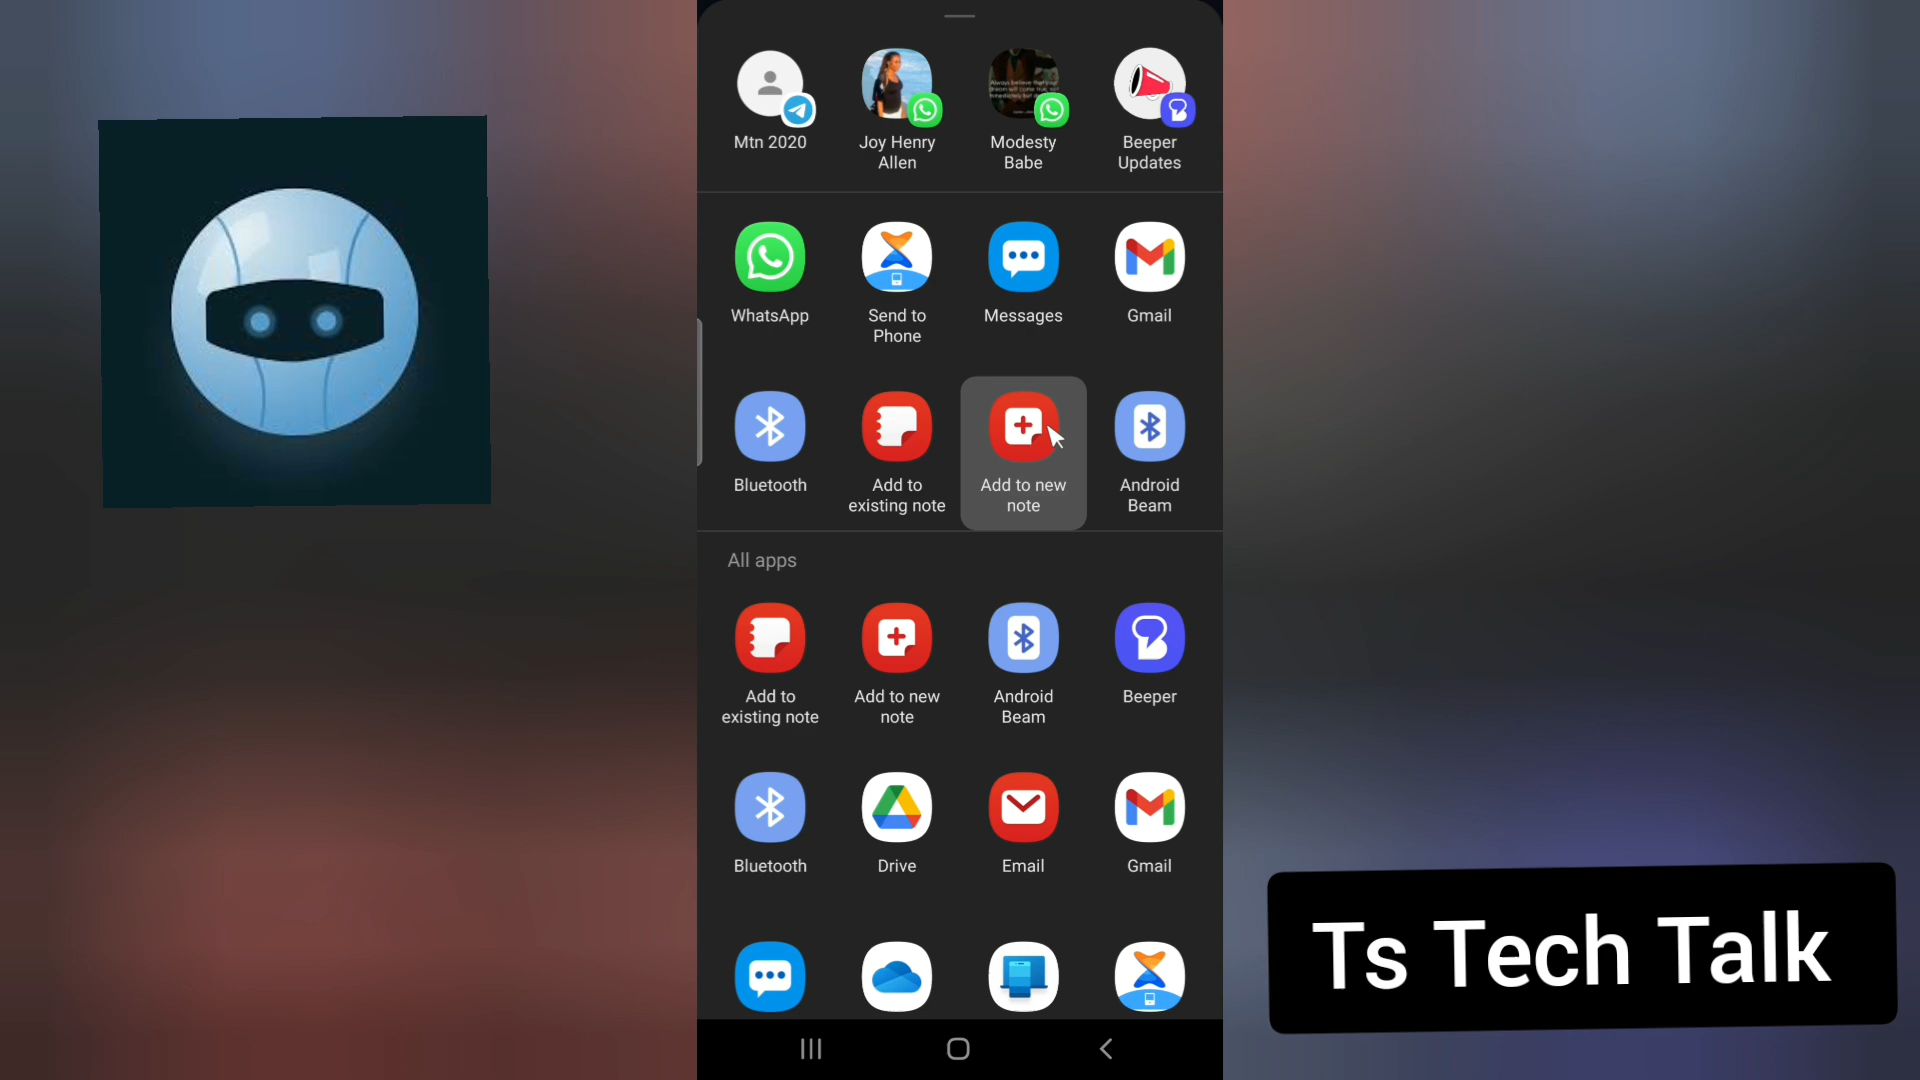 Mtn 2020
Joy Henry
Allen
Modesty
Babe
Beeper
Updates
WhatsApp
Send to
Phone
Messages
Gmail
Bluetooth
Add to
existing note
Add to new
note
Android
Beam
All apps
Add to
existing note
Add to new
note
Android
Beam
Beeper
Bluetooth
Drive
Email
Gmail
Ts Tech Talk